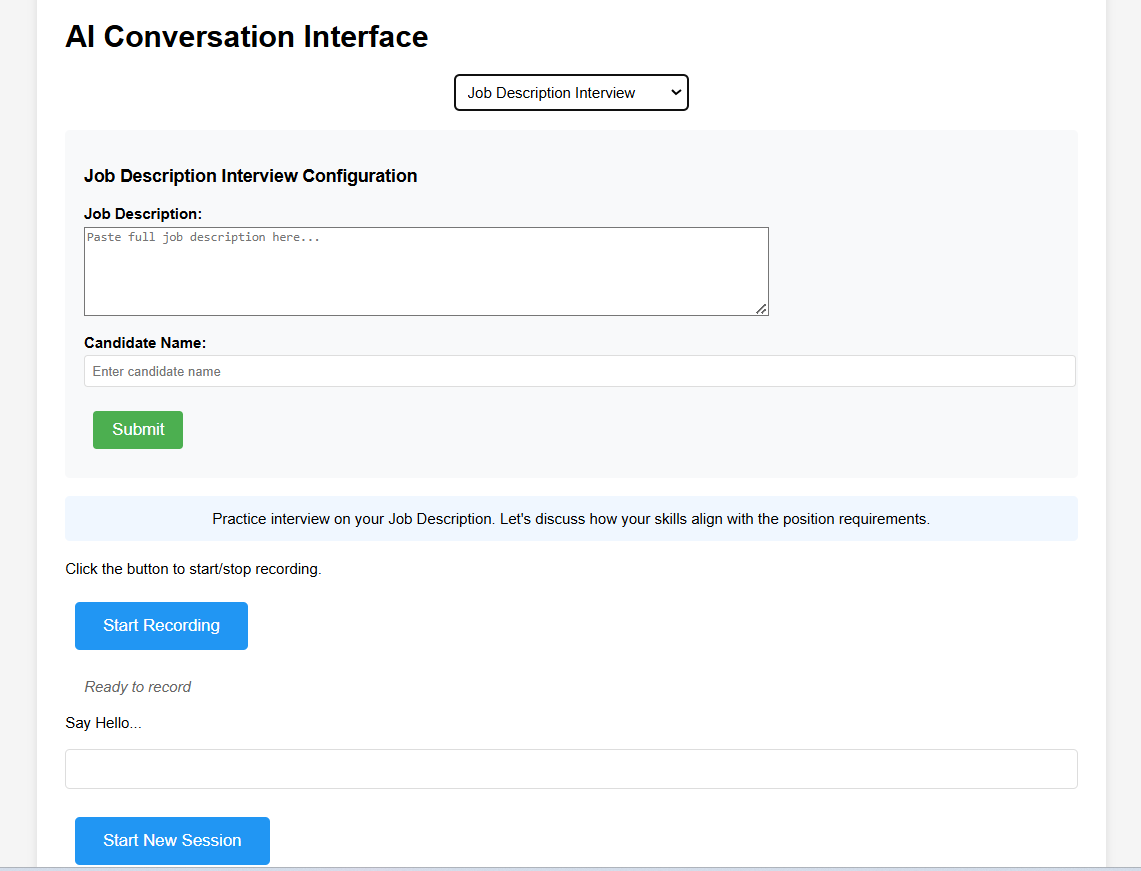 AI Conversation Interface
Job Description Interview
Job Description Interview Configuration
Job Description:
Paste full job description here...
Candidate Name:
Enter candidate name
Submit
Practice interview on your Job Description. Let's discuss how your skills align with the position requirements.
Click the button to start/stop recording.
Start Recording
Ready to record
Say Hello...
Start New Session